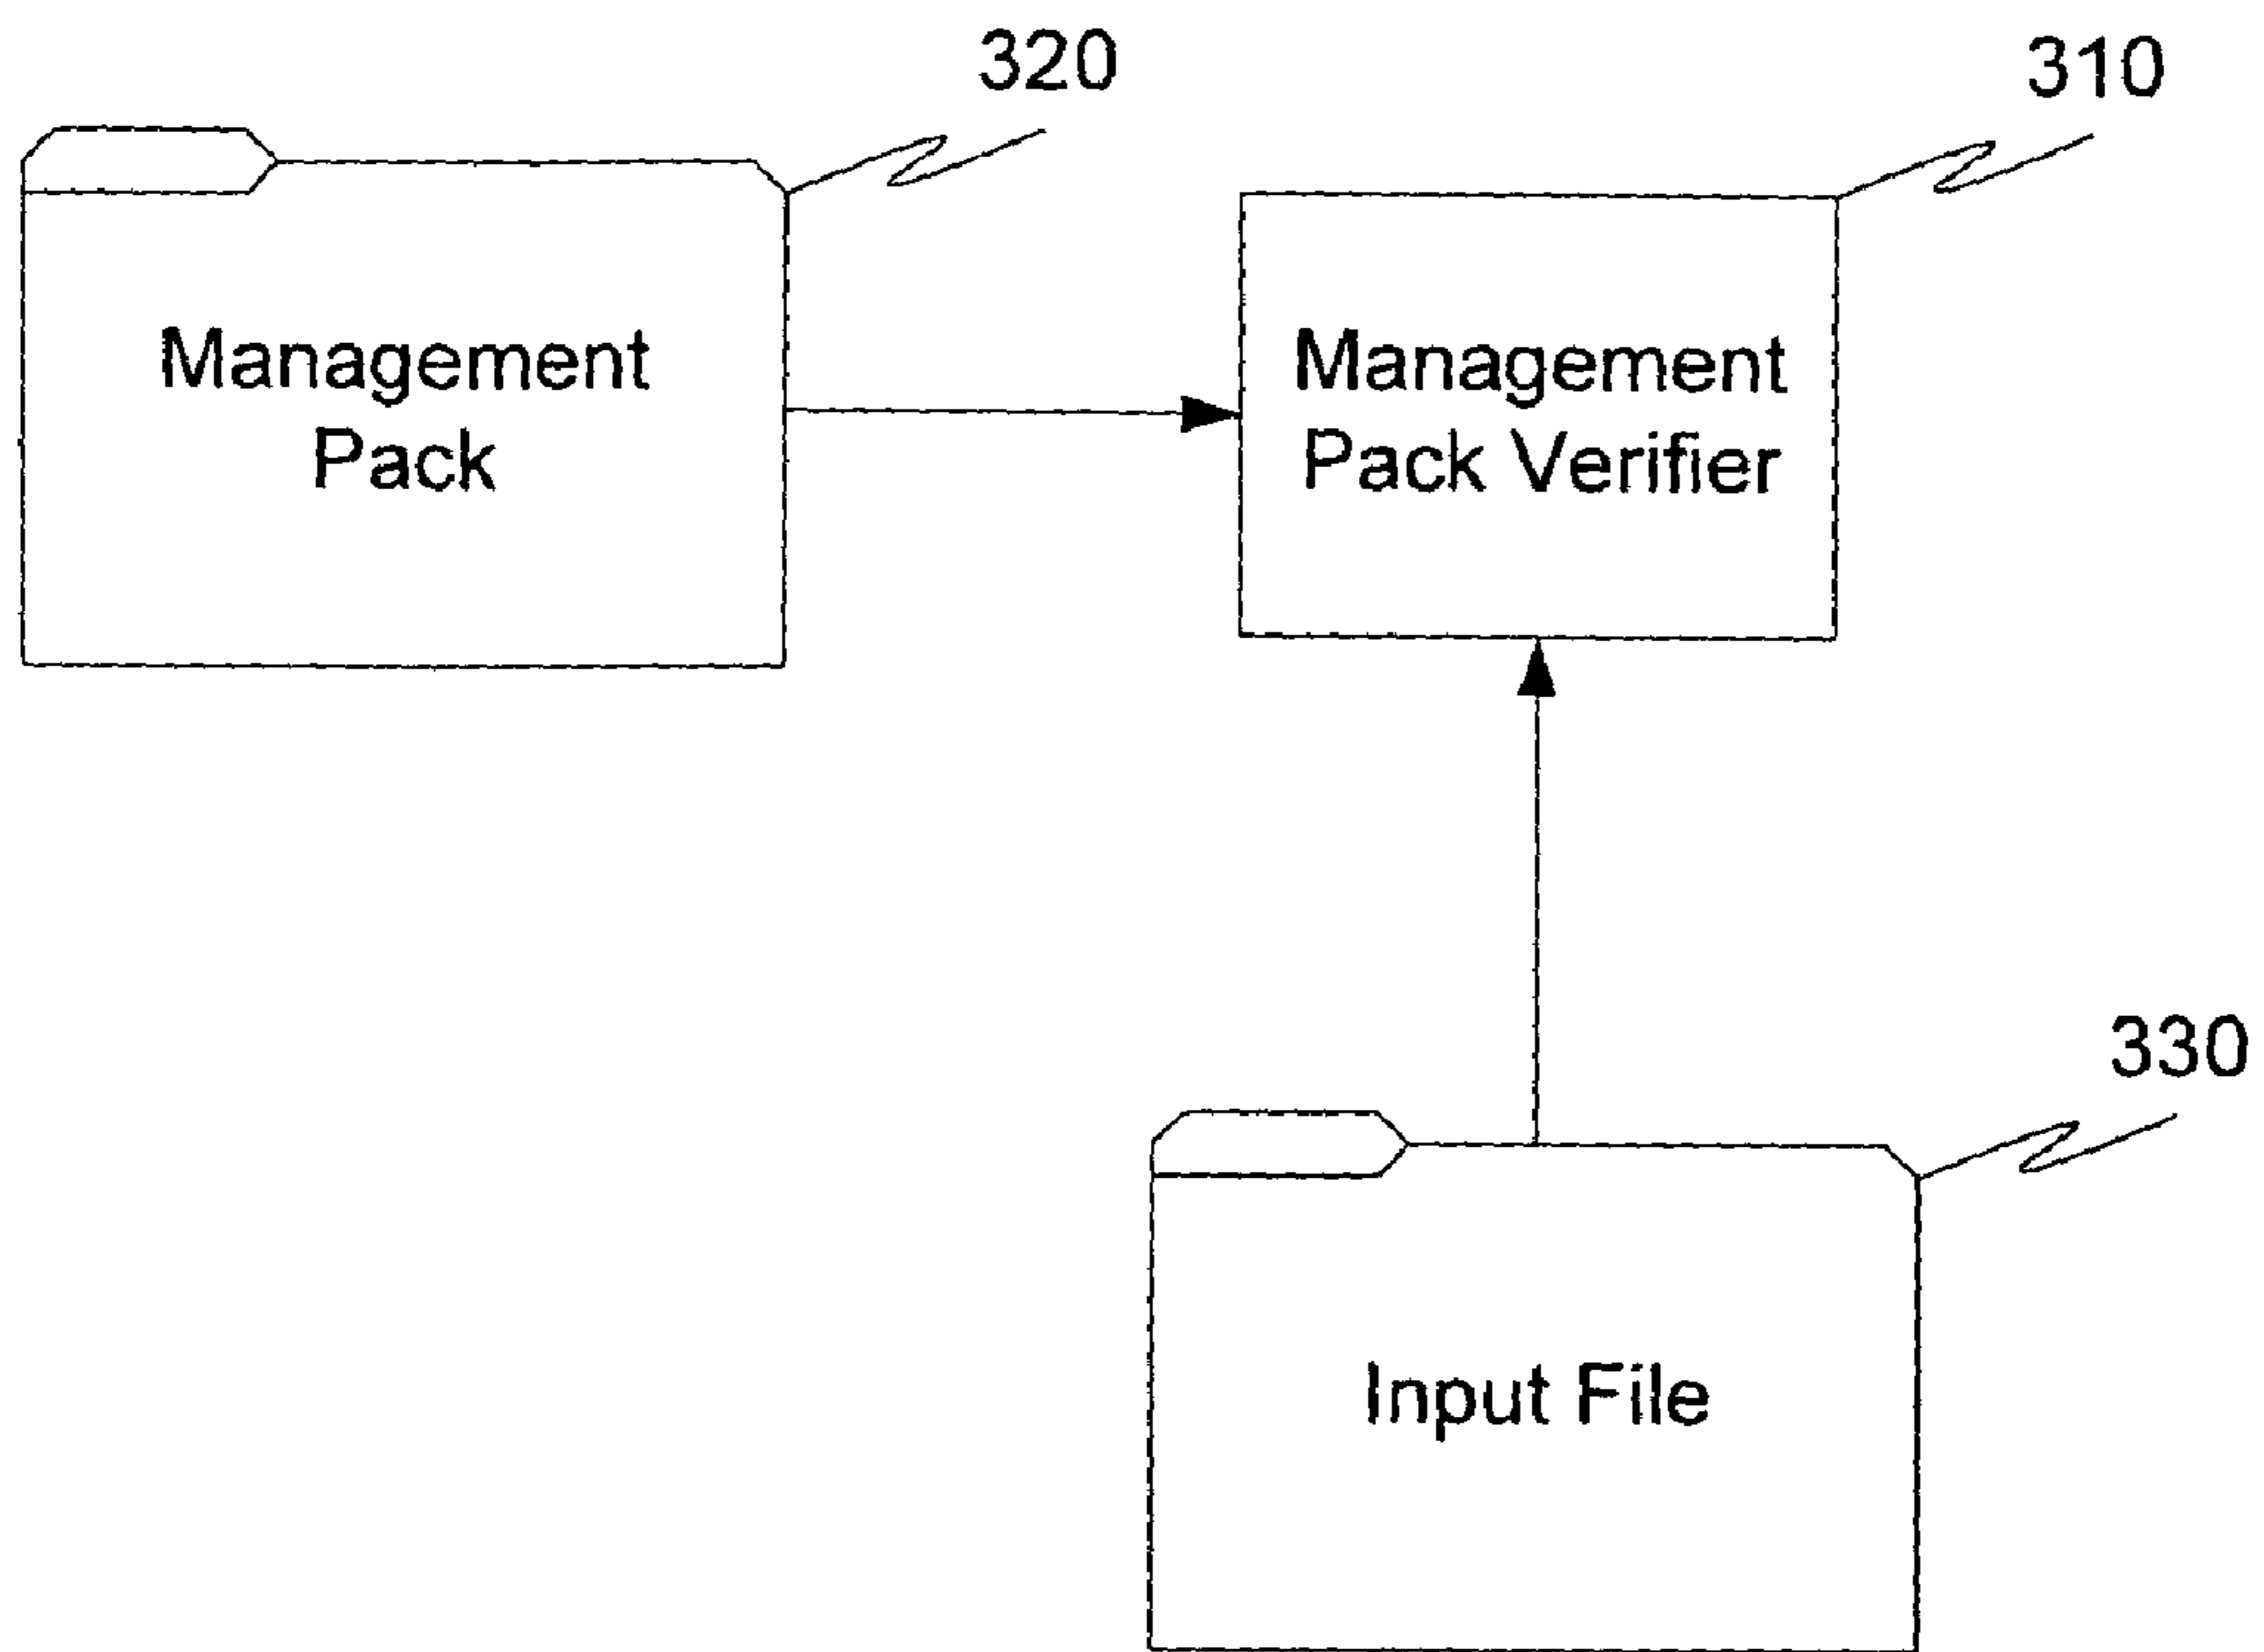 320
310
Management
Pack
Management
Pack Verifier
330
Input File